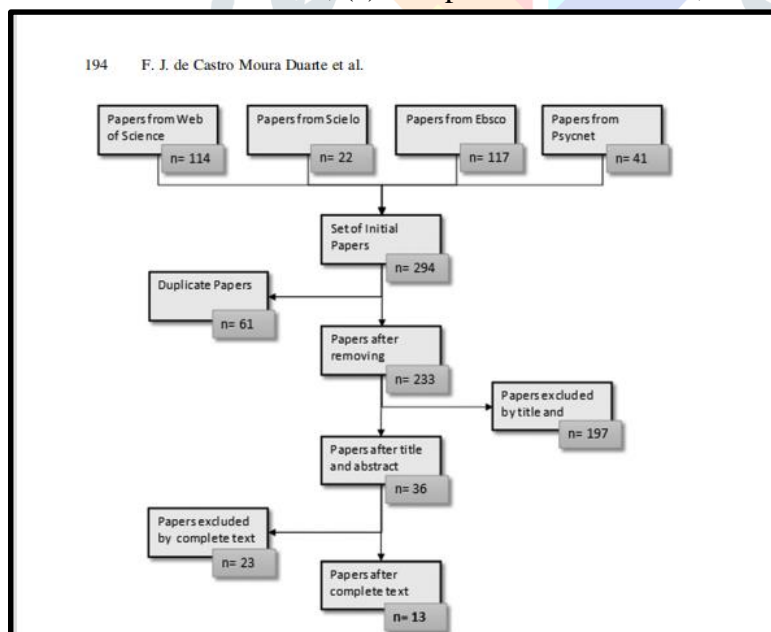 194 F. J. de Castro Moura Duarte et al.
Papers from Web
of Science
n= 114
Papers from Scielo
n= 22
Papers from Ebsco
n= 117
Papers from
Psycnet
n= 41
Set of Initial
Papers
n= 294
Duplicate Papers
n= 61
Papers after
removing
n= 233
Papers excluded
by title and
n= 197
Papers after title
and abstract
n= 36
Papers excluded
by complete text
n= 23
Papers after
complete text
n= 13